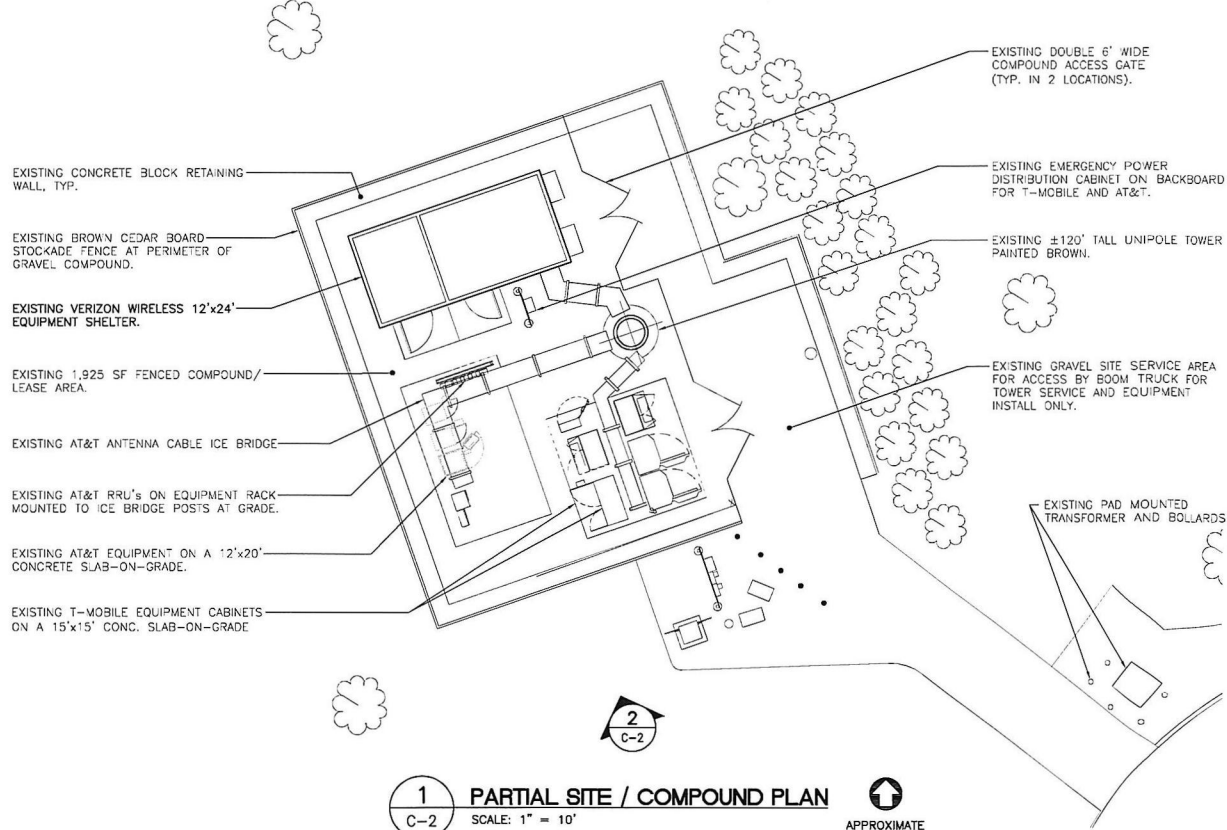 EXISTING DOUBLE 6' WIDE
COMPOUND ACCESS GATE
(TYP. IN 2 LOCATIONS).
EXISTING CONCRETE BLOCK RETAINING
WALL, TYP.
EXISTING EMERGENCY POWER
DISTRIBUTION CABINET ON BACKBOARD
FOR T-MOBILE AND AT&T.
EXISTING BROWN CEDAR BOARD
STOCKADE FENCE AT PERIMETER OF
GRAVEL COMPOUND.
EXISTING ±120' TALL UNIPOLE TOWER
PAINTED BROWN.
EXISTING VERIZON WIRELESS 12'x24'
EQUIPMENT SHELTER.
EXISTING 1,925 SF FENCED COMPOUND/
LEASE AREA.
EXISTING GRAVEL SITE SERVICE AREA
FOR ACCESS BY BOOM TRUCK FOR
TOWER SERVICE AND EQUIPMENT
INSTALL ONLY.
EXISTING AT&T ANTENNA CABLE ICE BRIDGE
EXISTING AT&T RRU's ON EQUIPMENT RACK
MOUNTED TO ICE BRIDGE POSTS AT GRADE.
EXISTING PAD MOUNTED
TRANSFORMER AND BOLLARDS
EXISTING AT&T EQUIPMENT ON A 12'x20'
CONCRETE SLAB-ON-GRADE.
EXISTING T-MOBILE EQUIPMENT CABINETS
ON A 15'x15' CONC. SLAB-ON-GRADE
2
C-2
1
C-2
PARTIAL SITE / COMPOUND PLAN
SCALE: 1" = 10'
APPROXIMATE